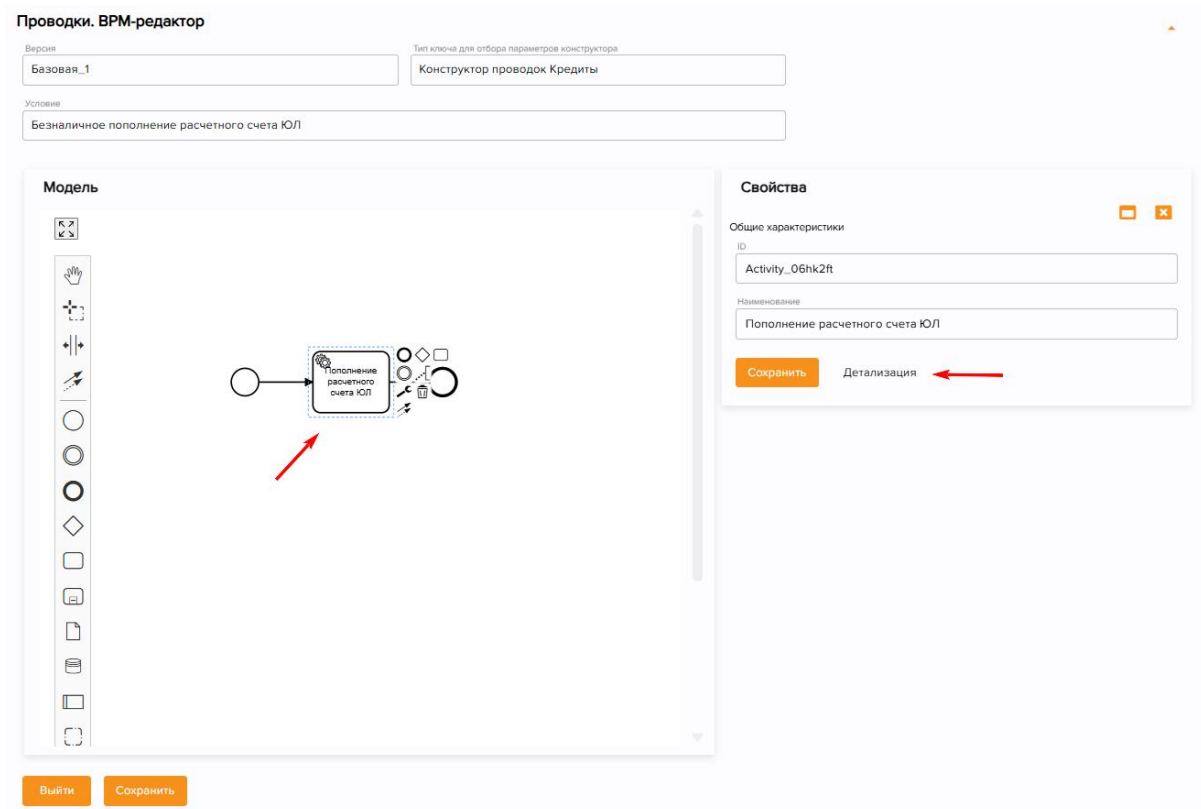 Проводки. BPM-редактор
Версия
Базовая_1
Тип ключа для отбора параметров конструктора
Конструктор проводок Кредиты
Условие
Безналичное пополнение расчетного счета ЮЛ
Модель
Пополнение
расчетного
счета ЮЛ
Свойства
Общие характеристики
ID
Activity_06hk2ft
Наименование
Пополнение расчетного счета ЮЛ
Сохранить
Детализация
Выйти
Сохранить